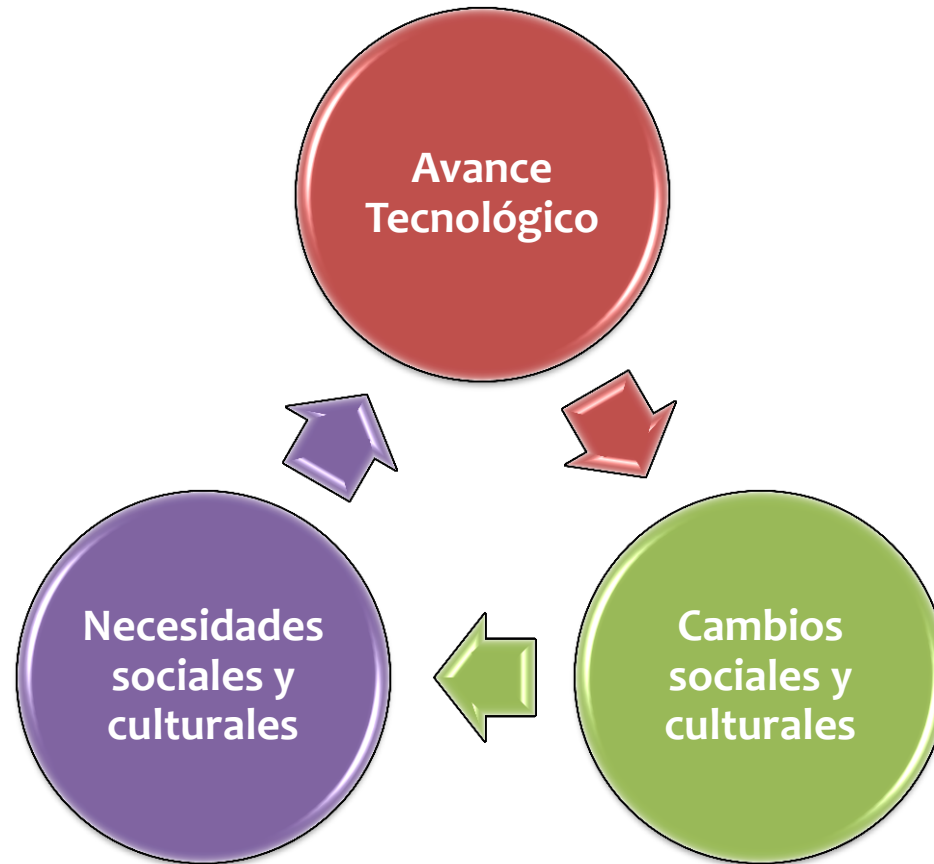 Avance
Tecnológico
Necesidades
sociales y
culturales
Cambios
sociales y
culturales